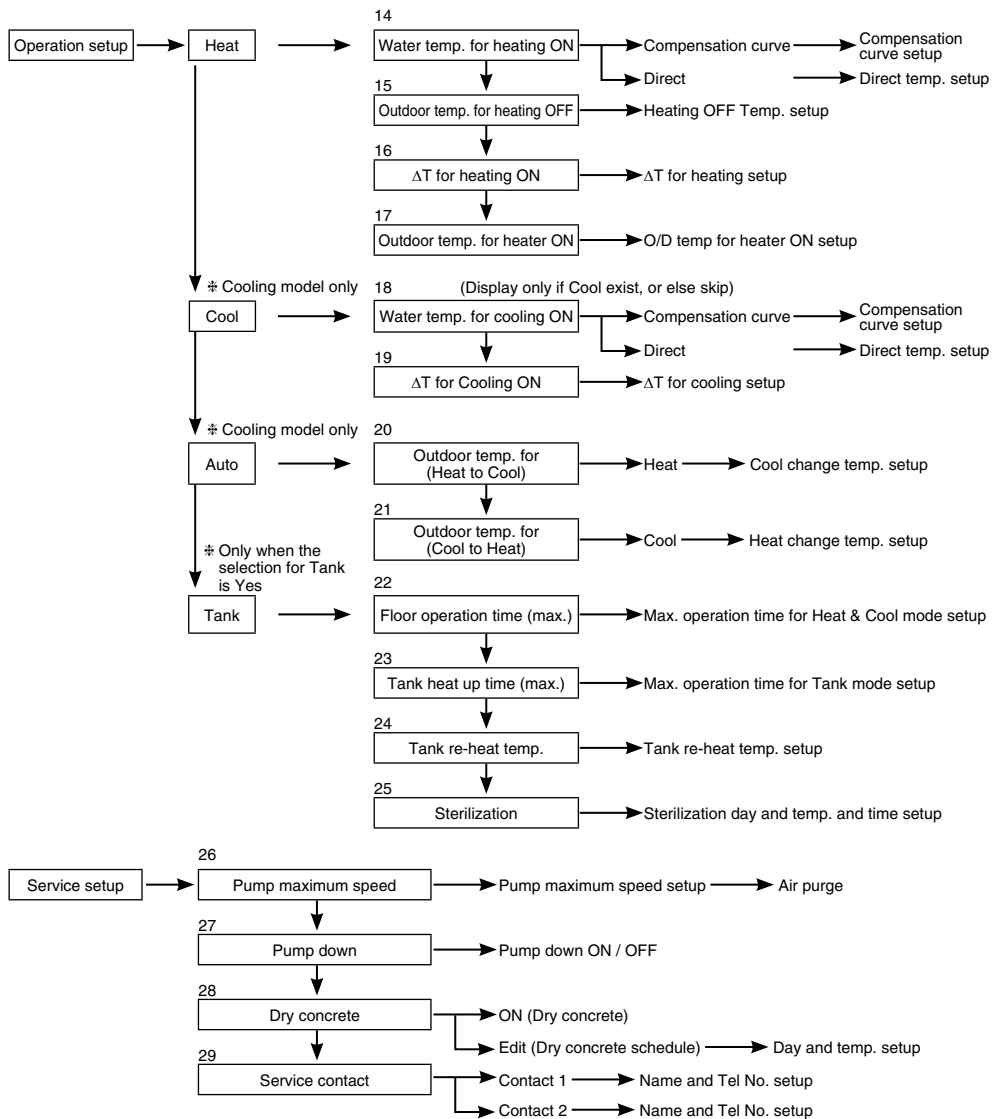 Operation setup
Heat
14
Water temp. for heating ON
Compensation curve
Compensation
curve setup
Direct
Direct temp. setup
15
Outdoor temp. for heating OFF
Heating OFF Temp. setup
16
ΔT for heating ON
ΔT for heating setup
17
Outdoor temp. for heater ON
O/D temp for heater ON setup
❉ Cooling model only
Cool
18
(Display only if Cool exist, or else skip)
Water temp. for cooling ON
Compensation curve
Compensation
curve setup
Direct
Direct temp. setup
19
ΔT for Cooling ON
ΔT for cooling setup
❉ Cooling model only
Auto
20
Outdoor temp. for
(Heat to Cool)
Heat
Cool change temp. setup
21
Outdoor temp. for
(Cool to Heat)
Cool
Heat change temp. setup
❉ Only when the
selection for Tank
is Yes
Tank
22
Floor operation time (max.)
Max. operation time for Heat & Cool mode setup
23
Tank heat up time (max.)
Max. operation time for Tank mode setup
24
Tank re-heat temp.
Tank re-heat temp. setup
25
Sterilization
Sterilization day and temp. and time setup
Service setup
26
Pump maximum speed
Pump maximum speed setup
Air purge
27
Pump down
Pump down ON / OFF
28
Dry concrete
ON (Dry concrete)
Edit (Dry concrete schedule)
Day and temp. setup
29
Service contact
Contact 1
Name and Tel No. setup
Contact 2
Name and Tel No. setup